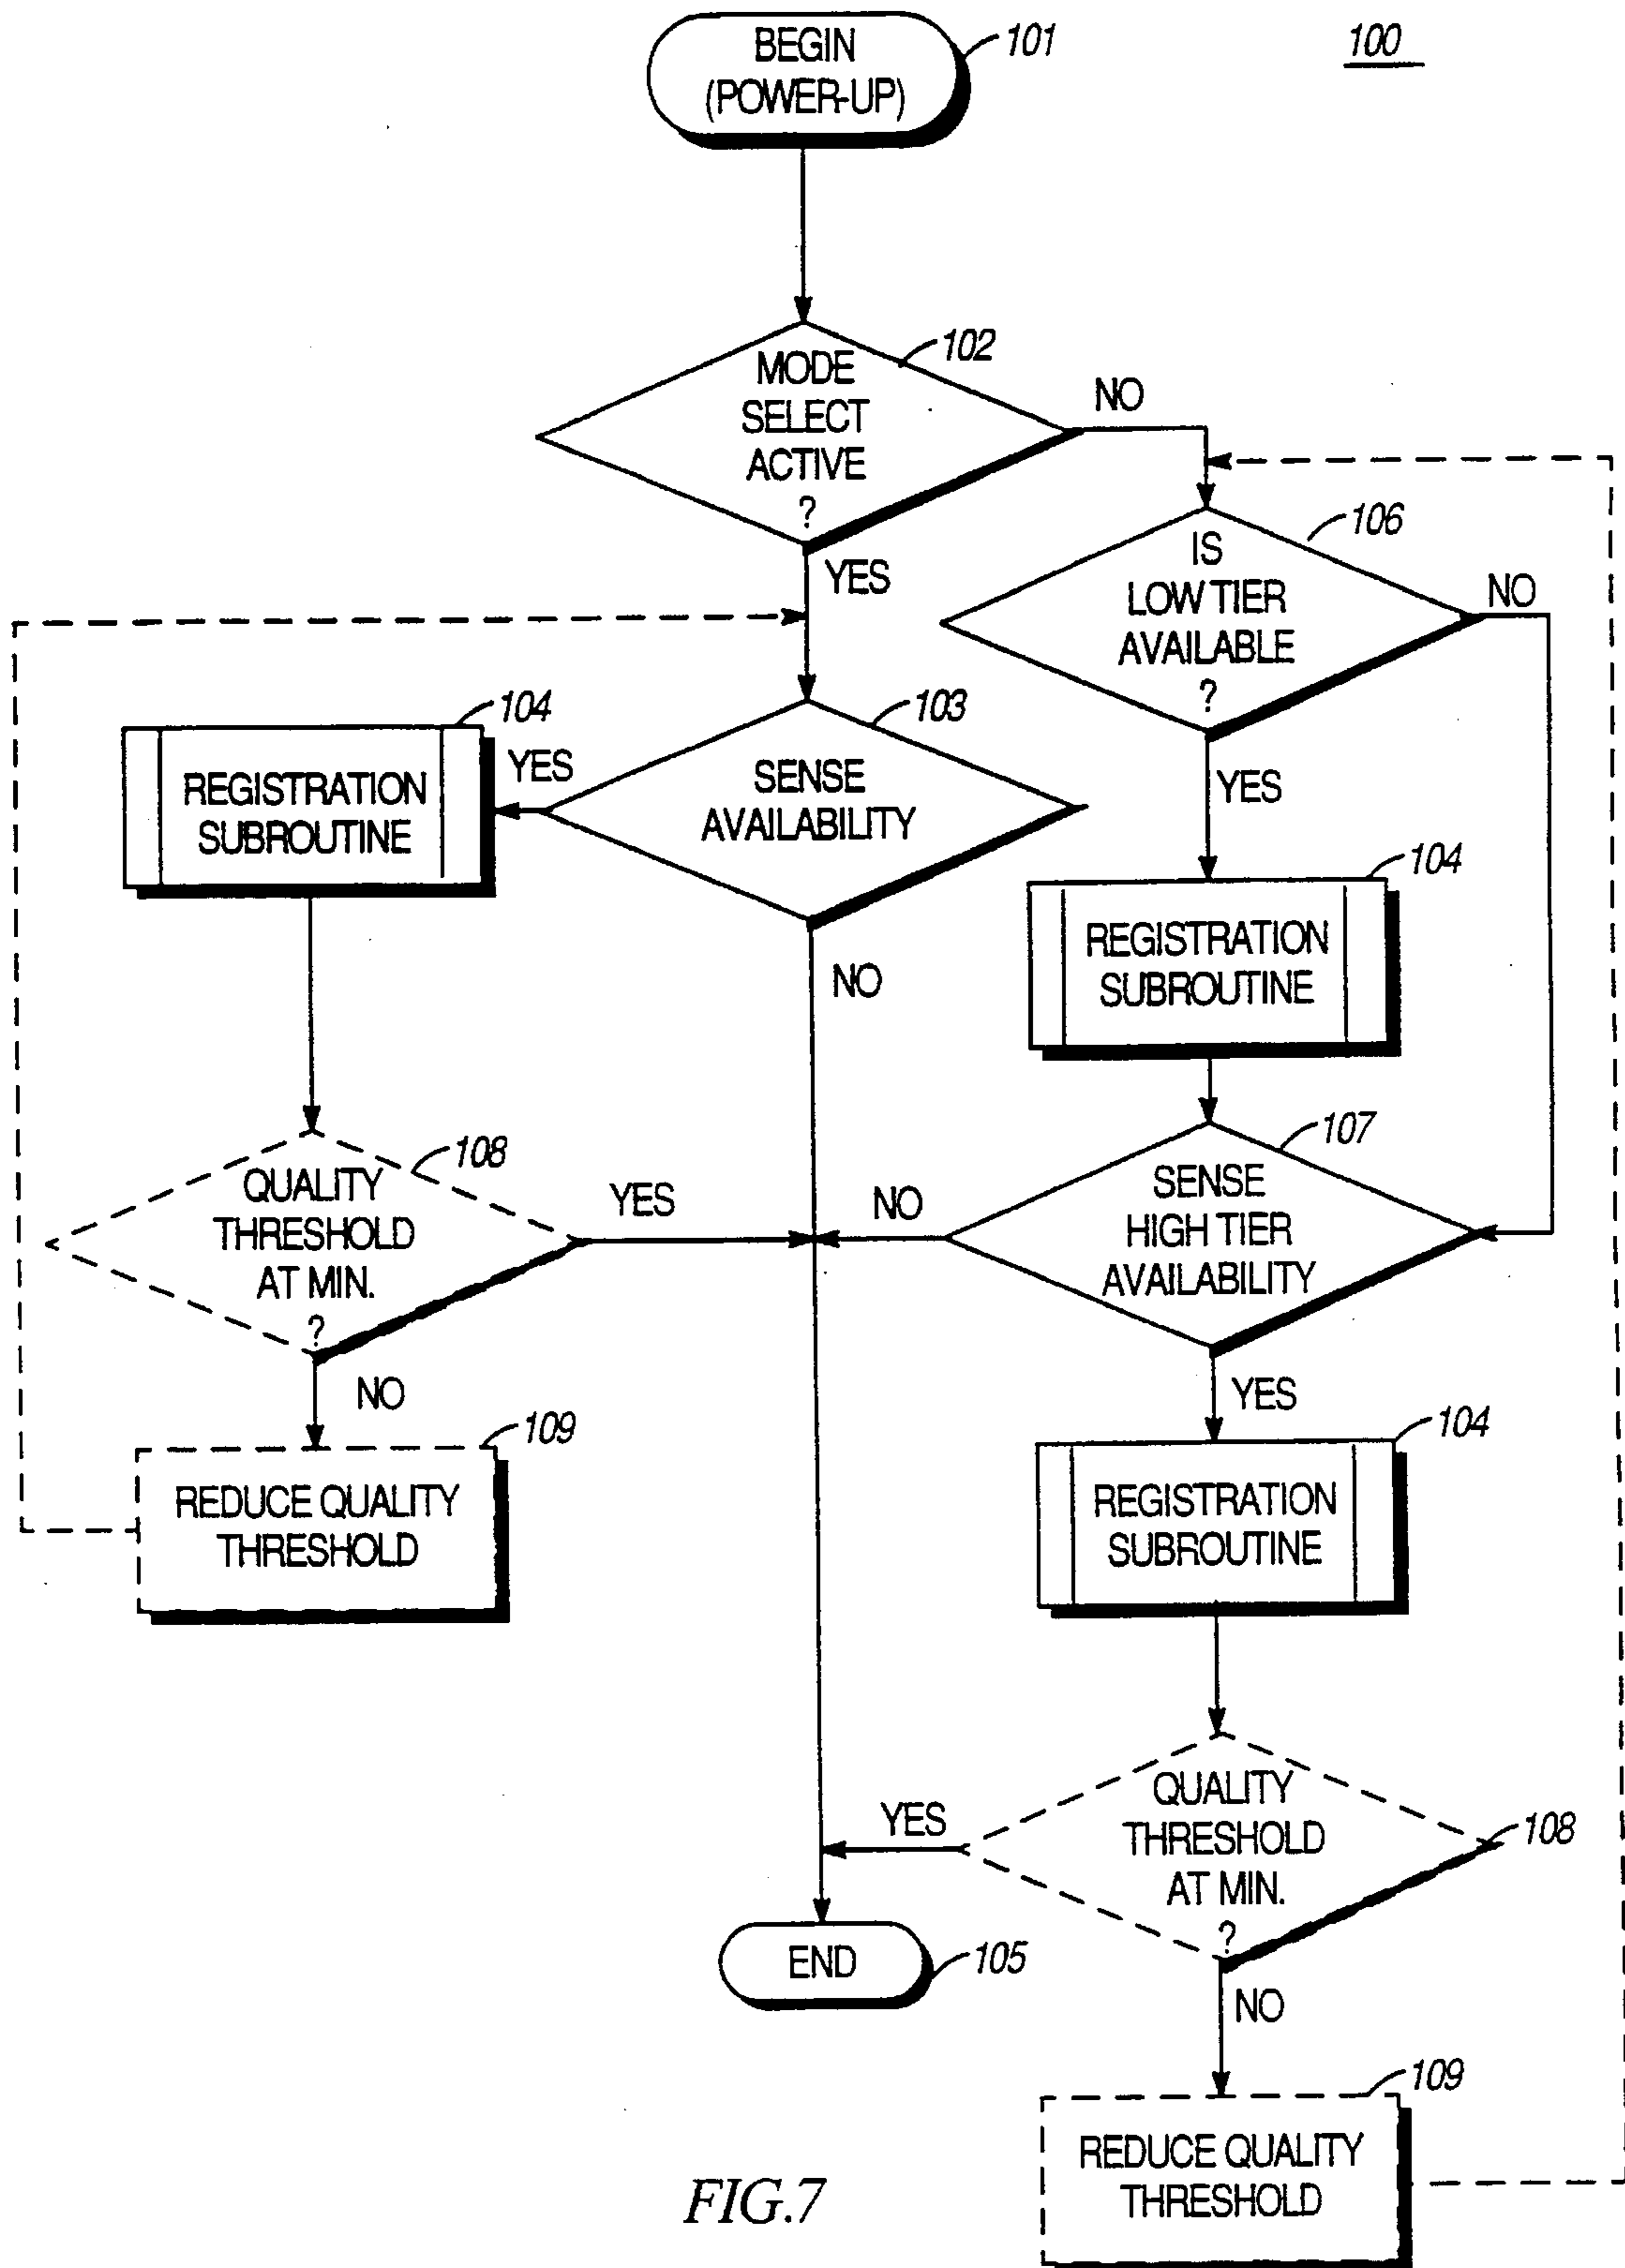 BEGIN
(POWER-UP)
101
100
MODE
SELECT
ACTIVE
?
102
NO
YES
IS
LOW TIER
AVAILABLE
?
106
NO
YES
SENSE
AVAILABILITY
103
YES
NO
104
REGISTRATION
SUBROUTINE
104
REGISTRATION
SUBROUTINE
108
QUALITY
THRESHOLD
AT MIN.
?
YES
NO
107
SENSE
HIGH TIER
AVAILABILITY
NO
YES
109
REDUCE QUALITY
THRESHOLD
104
REGISTRATION
SUBROUTINE
108
QUALITY
THRESHOLD
AT MIN.
?
YES
NO
END
105
109
REDUCE QUALITY
THRESHOLD
FIG.7